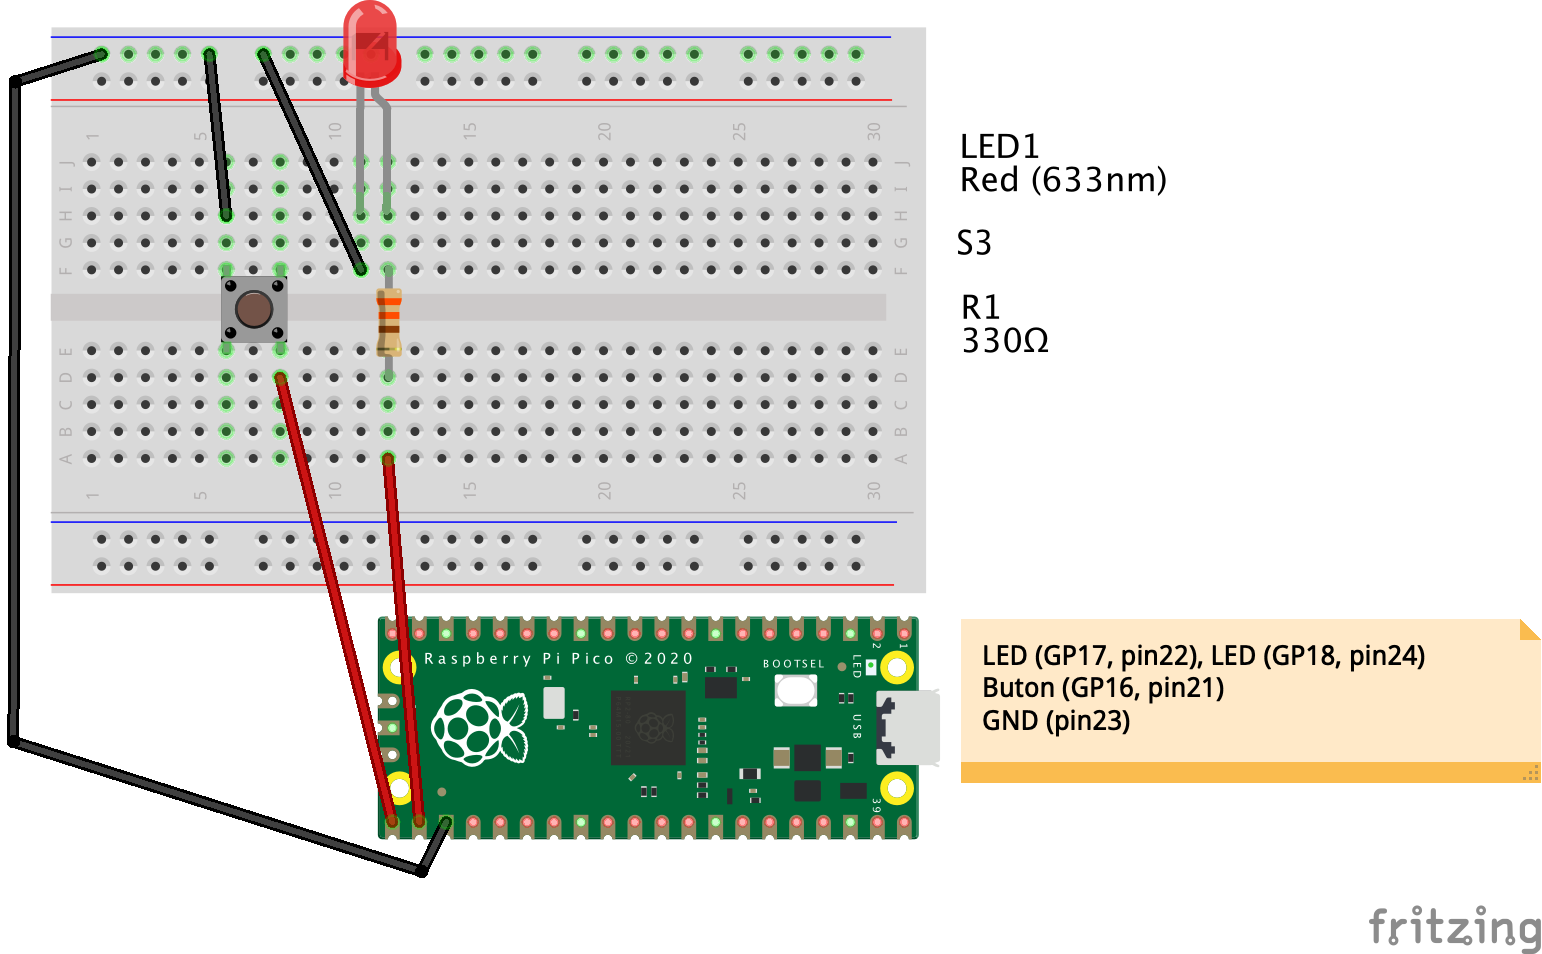 1 5 10 15 20 25 30
J J
I I
H H
G G
F F
E E
D D
C C
B B
A A
1 5 10 15 20 25 30
LED1
Red (633nm)
S3
R1
330Ω
2 1
Raspberry Pi Pico ©2020
BOOTSEL
LED
USB
39
LED (GP17, pin22), LED (GP18, pin24)
Buton (GP16, pin21)
GND (pin23)
fritzing